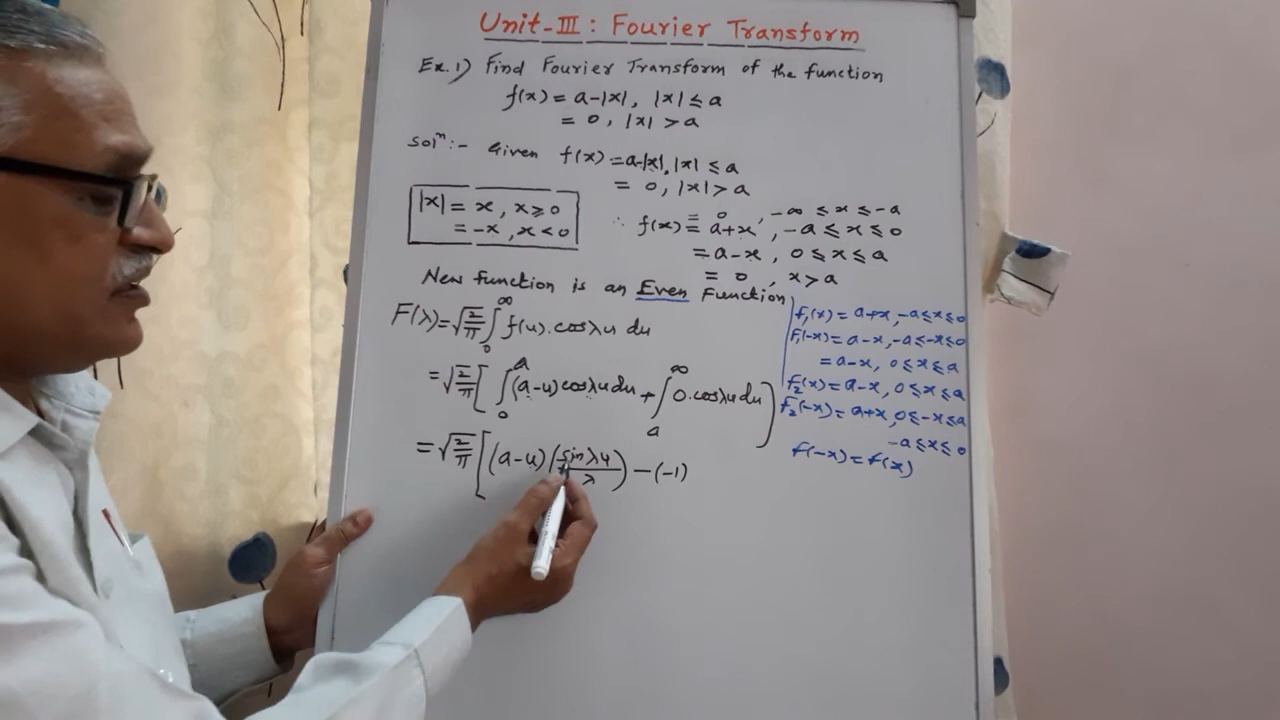 Unit-III: Fourier Transform
Ex.1) Find Fourier Transform of the function
f(x) = a-|x|, |x| ≤ a
= 0, |x| > a
Solⁿ:- Given f(x) = a-|x|, |x| ≤ a
= 0, |x| > a
|x| = x, x ≥ 0
= -x, x < 0
∴ f(x) = 0, -∞ ≤ x ≤ -a
= a+x, -a ≤ x ≤ 0
= a-x, 0 ≤ x ≤ a
= 0, x > a
New function is an Even Function
F(λ) = √(2/π) ∫₀^∞ f(u).cosλu du
= √(2/π) [ ∫₀^a (a-u) cosλu du + ∫ₐ^∞ 0.cosλu du ]
= √(2/π) [ (a-u) (sinλu/λ) - (-1)
f₁(x) = a+x, -a ≤ x ≤ 0
f₁(-x) = a-x, -a ≤ -x ≤ 0
= a-x, 0 ≤ x ≤ a
f₂(x) = a-x, 0 ≤ x ≤ a
f₂(-x) = a+x, 0 ≤ -x ≤ a
-a ≤ x ≤ 0
f(-x) = f(x)